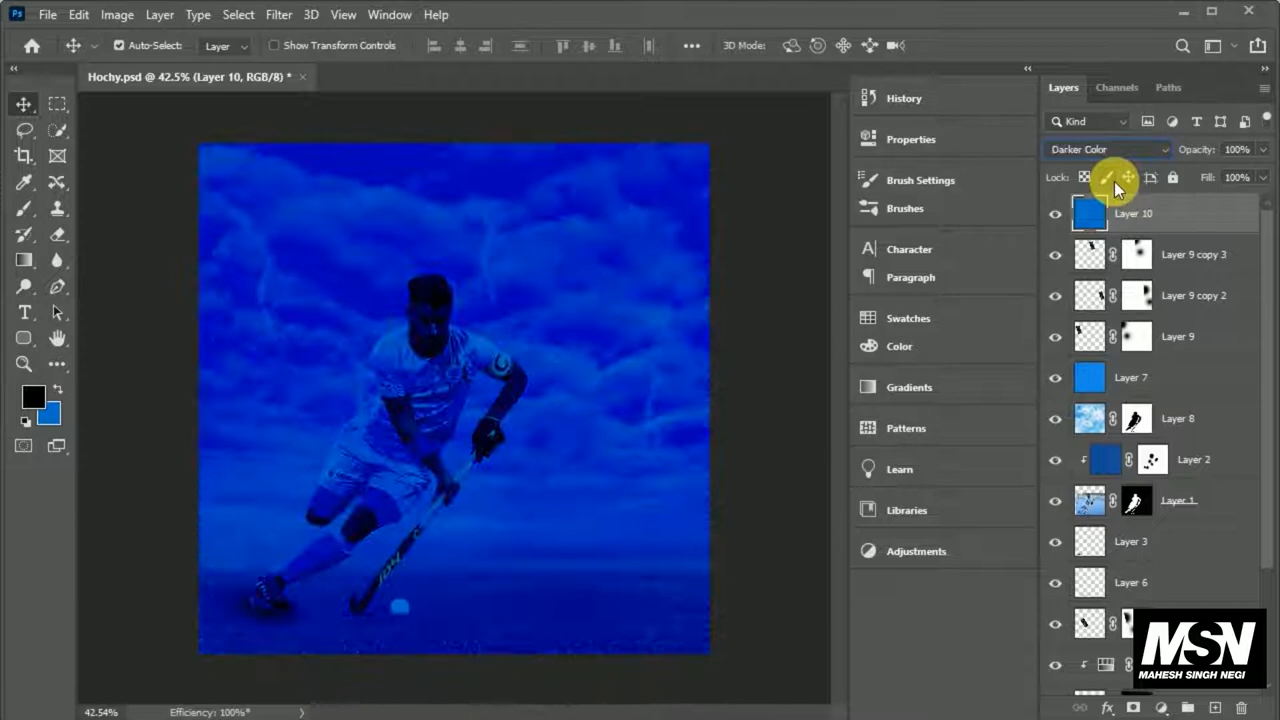 Ps File Edit Image Layer Type Select Filter 3D View Window Help
Auto-Select: Layer Show Transform Controls 3D Mode:
Hochy.psd @ 42.5% (Layer 10, RGB/8) *
History
Properties
Brush Settings
Brushes
Character
Paragraph
Swatches
Color
Gradients
Patterns
Learn
Libraries
Adjustments
Layers Channels Paths
Kind
Darker Color Opacity: 100%
Lock: Fill: 100%
Layer 10
Layer 9 copy 3
Layer 9 copy 2
Layer 9
Layer 7
Layer 8
Layer 2
Layer 1
Layer 3
Layer 6
MSN
MAHESH SINGH NEGI
42.54% Efficiency: 100%*